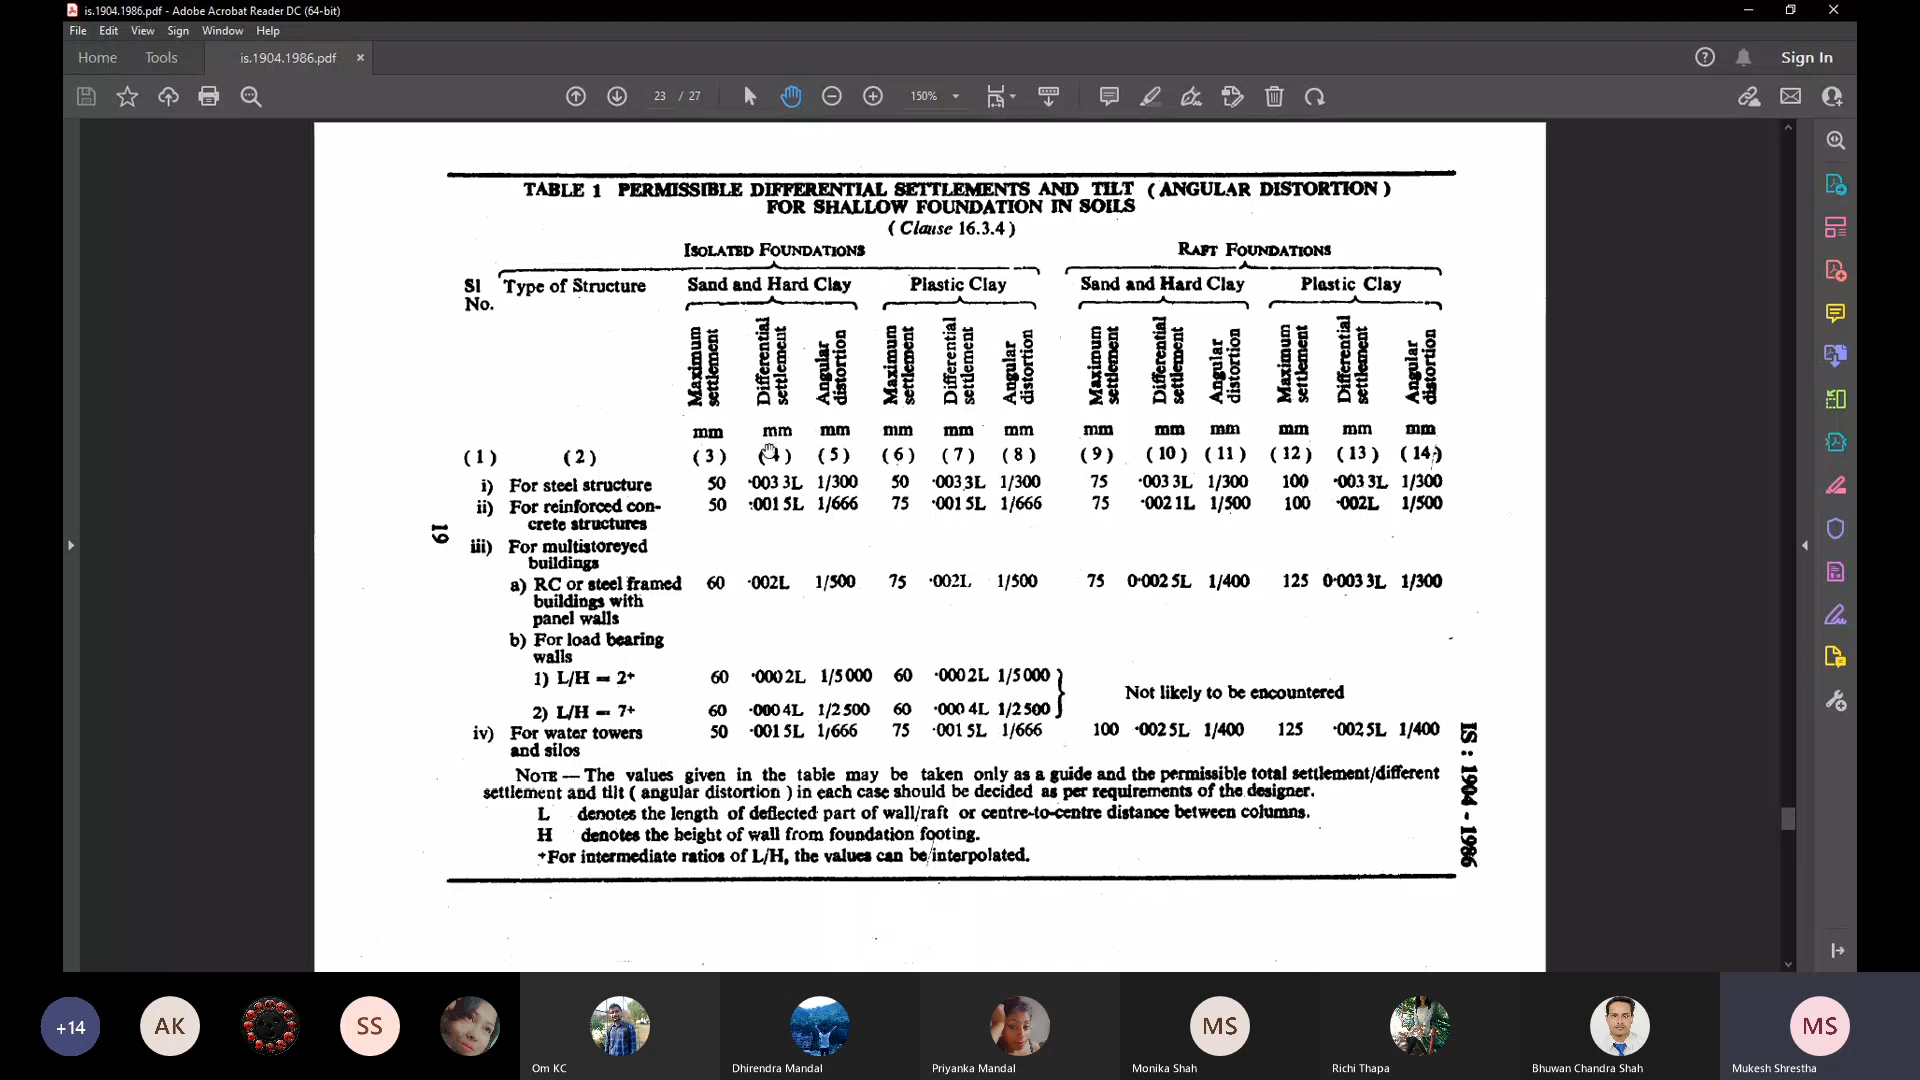 is.1904.1986.pdf - Adobe Acrobat Reader DC (64-bit)
File Edit View Sign Window Help
Home Tools is.1904.1986.pdf × Sign In
23 / 27 150%
TABLE 1 PERMISSIBLE DIFFERENTIAL SETTLEMENTS AND TILT ( ANGULAR DISTORTION )
FOR SHALLOW FOUNDATION IN SOILS
( Clause 16.3.4 )
ISOLATED FOUNDATIONS RAFT FOUNDATIONS
Sl No. Type of Structure Sand and Hard Clay Plastic Clay Sand and Hard Clay Plastic Clay
Maximum settlement Differential settlement Angular distortion Maximum settlement Differential settlement Angular distortion Maximum settlement Differential settlement Angular distortion Maximum settlement Differential settlement Angular distortion
mm mm mm mm mm mm mm mm mm mm mm mm
( 1 ) ( 2 ) ( 3 ) ( 4 ) ( 5 ) ( 6 ) ( 7 ) ( 8 ) ( 9 ) ( 10 ) ( 11 ) ( 12 ) ( 13 ) ( 14 )
i) For steel structure 50 ·003 3L 1/300 50 ·003 3L 1/300 75 ·003 3L 1/300 100 ·003 3L 1/300
ii) For reinforced con- 50 ·001 5L 1/666 75 ·001 5L 1/666 75 ·002 1L 1/500 100 ·002L 1/500
crete structures
iii) For multistoreyed
buildings
a) RC or steel framed 60 ·002L 1/500 75 ·002L 1/500 75 0·002 5L 1/400 125 0·003 3L 1/300
buildings with
panel walls
b) For load bearing
walls
1) L/H = 2+ 60 ·000 2L 1/5 000 60 ·000 2L 1/5 000
Not likely to be encountered
2) L/H = 7+ 60 ·000 4L 1/2 500 60 ·000 4L 1/2 500
iv) For water towers 50 ·001 5L 1/666 75 ·001 5L 1/666 100 ·002 5L 1/400 125 ·002 5L 1/400
and silos
NOTE — The values given in the table may be taken only as a guide and the permissible total settlement/different
settlement and tilt ( angular distortion ) in each case should be decided as per requirements of the designer.
L denotes the length of deflected part of wall/raft or centre-to-centre distance between columns.
H denotes the height of wall from foundation footing.
+For intermediate ratios of L/H, the values can be interpolated.
19
IS : 1904 - 1986
+14 AK SS MS MS
Om KC Dhirendra Mandal Priyanka Mandal Monika Shah Richi Thapa Bhuwan Chandra Shah Mukesh Shrestha